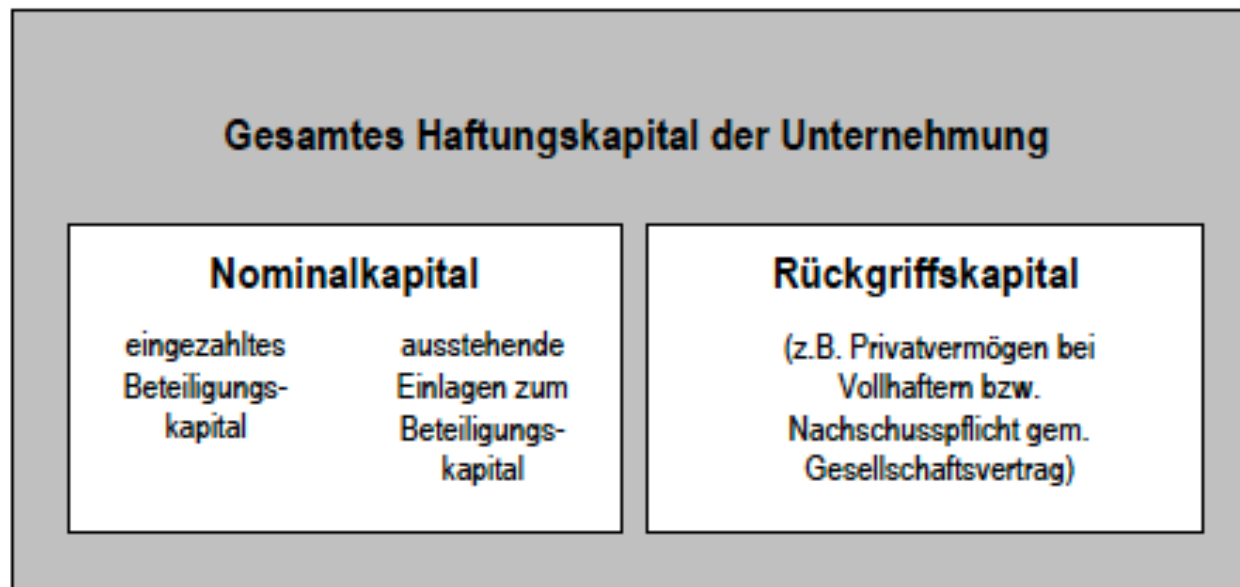 Gesamtes Haftungskapital der Unternehmung
Nominalkapital
eingezahltes
Beteiligungs-
kapital
ausstehende
Einlagen zum
Beteiligungs-
kapital
Rückgriffskapital
(z.B. Privatvermögen bei
Vollhaftern bzw.
Nachschusspflicht gem.
Gesellschaftsvertrag)